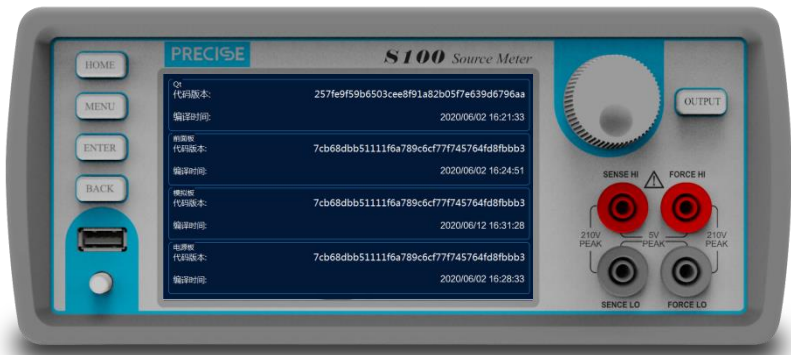 HOME
MENU
ENTER
BACK
PRECISE
S100 Source Meter
Qt
代码版本: 257fe9f59b6503cee8f91a82b05f7e639d6796aa
编译时间: 2020/06/02 16:21:33
前面板
代码版本: 7cb68dbb51111f6a789c6cf77f745764fd8fbbb3
编译时间: 2020/06/02 16:24:51
模拟板
代码版本: 7cb68dbb51111f6a789c6cf77f745764fd8fbbb3
编译时间: 2020/06/12 16:31:28
电源板
代码版本: 7cb68dbb51111f6a789c6cf77f745764fd8fbbb3
编译时间: 2020/06/02 16:28:33
OUTPUT
SENSE HI
FORCE HI
210V PEAK
5V PEAK
210V PEAK
SENCE LO
FORCE LO